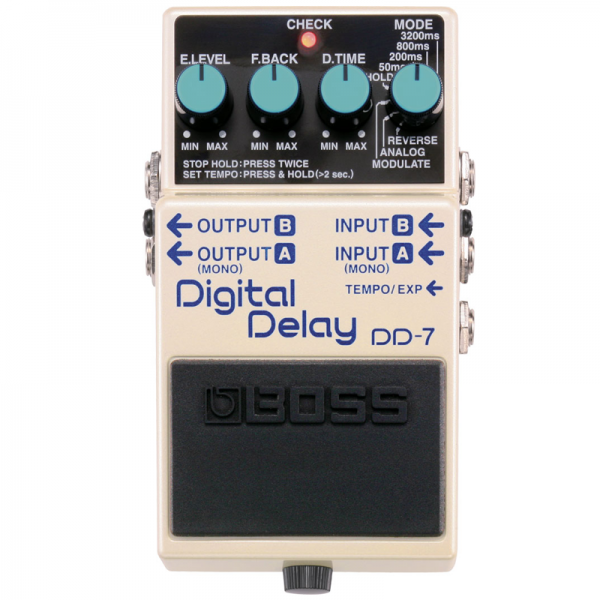 CHECK
MODE
3200ms
800ms
200ms
50ms
HOLD
E.LEVEL
F.BACK
D.TIME
MIN MAX
MIN MAX
MIN MAX
REVERSE
ANALOG
MODULATE
STOP HOLD:PRESS TWICE
SET TEMPO:PRESS & HOLD(>2 sec.)
OUTPUT B
INPUT B
OUTPUT A
(MONO)
INPUT A
(MONO)
TEMPO/EXP
Digital
Delay DD-7
BOSS